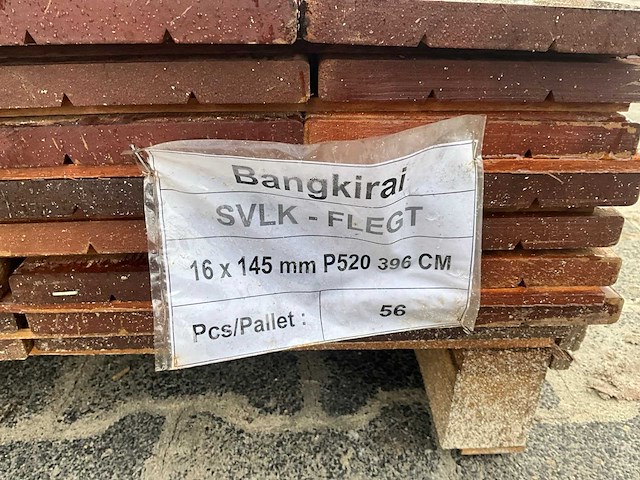 Bangkirai
SVLK - FLEGT
16 x 145 mm P520 396 CM
Pcs/Pallet : 56